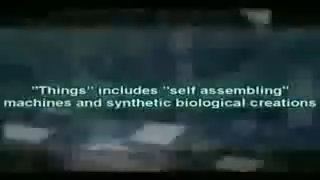 "Things" includes "self assembling"
machines and synthetic biological creations